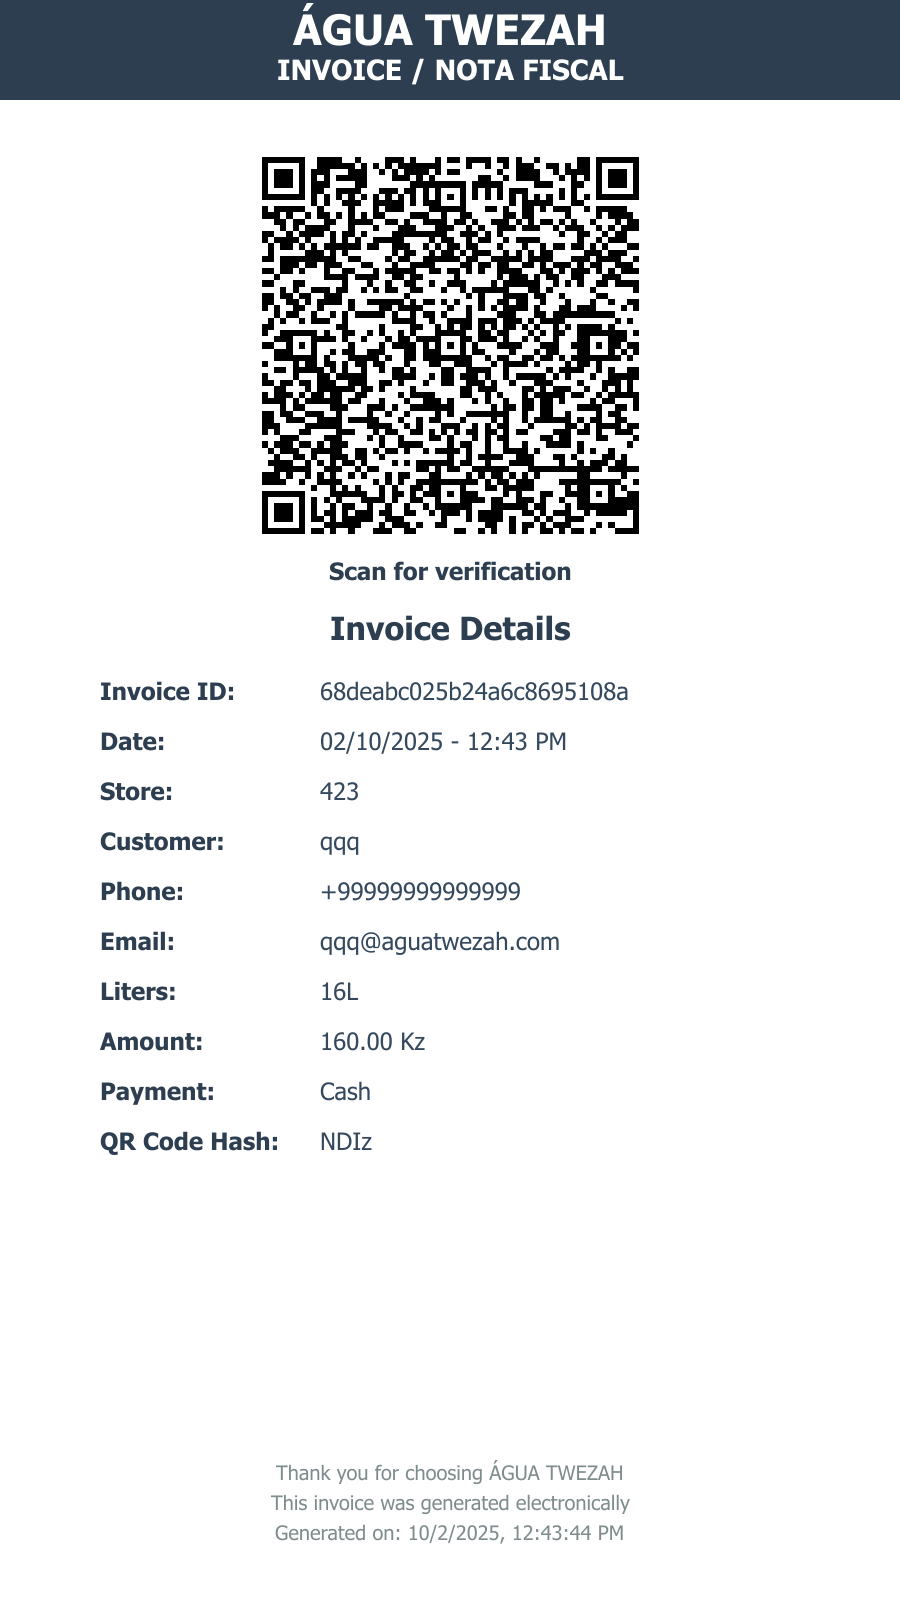 ÁGUA TWEZAH
INVOICE / NOTA FISCAL
Scan for verification
Invoice Details
Invoice ID: 68deabc025b24a6c8695108a
Date: 02/10/2025 - 12:43 PM
Store: 423
Customer: qqq
Phone: +99999999999999
Email: qqq@aguatwezah.com
Liters: 16L
Amount: 160.00 Kz
Payment: Cash
QR Code Hash: NDIz
Thank you for choosing ÁGUA TWEZAH
This invoice was generated electronically
Generated on: 10/2/2025, 12:43:44 PM